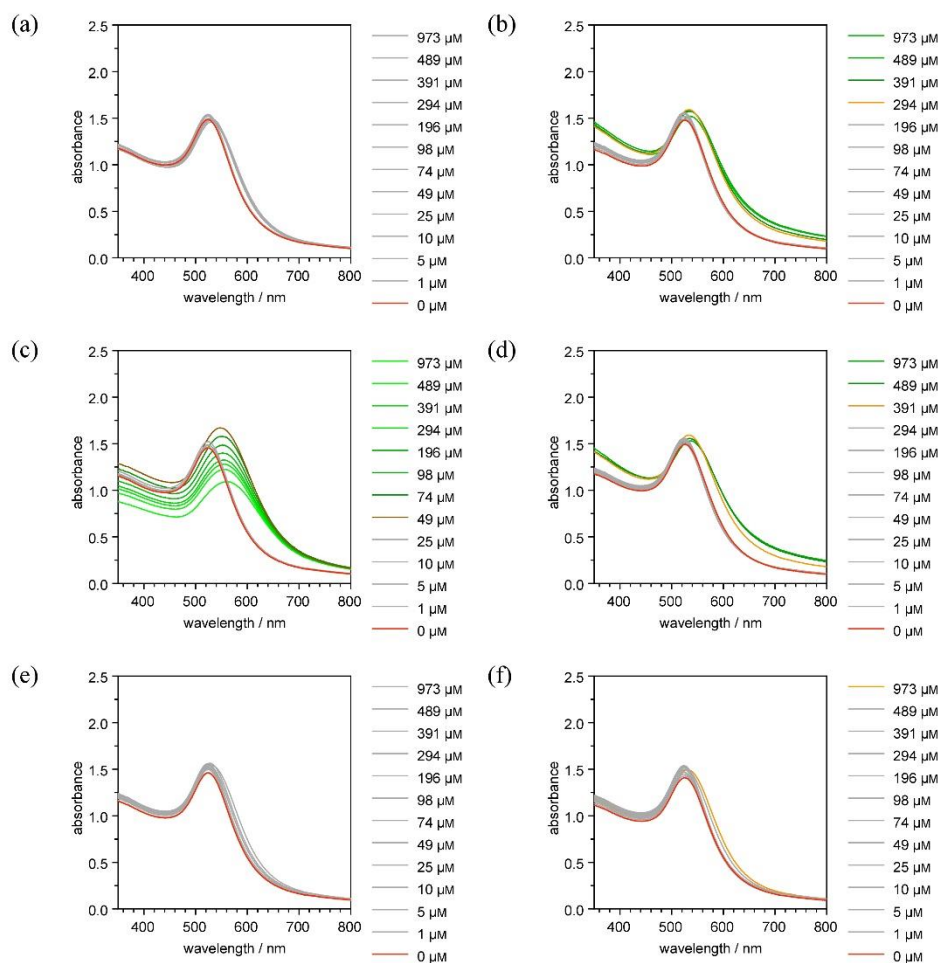 (a)
2.5
2.0
1.5
1.0
0.5
0.0
absorbance
400 500 600 700 800
wavelength / nm
973 µM
489 µM
391 µM
294 µM
196 µM
98 µM
74 µM
49 µM
25 µM
10 µM
5 µM
1 µM
0 µM
(b)
2.5
2.0
1.5
1.0
0.5
0.0
absorbance
400 500 600 700 800
wavelength / nm
973 µM
489 µM
391 µM
294 µM
196 µM
98 µM
74 µM
49 µM
25 µM
10 µM
5 µM
1 µM
0 µM
(c)
2.5
2.0
1.5
1.0
0.5
0.0
absorbance
400 500 600 700 800
wavelength / nm
973 µM
489 µM
391 µM
294 µM
196 µM
98 µM
74 µM
49 µM
25 µM
10 µM
5 µM
1 µM
0 µM
(d)
2.5
2.0
1.5
1.0
0.5
0.0
absorbance
400 500 600 700 800
wavelength / nm
973 µM
489 µM
391 µM
294 µM
196 µM
98 µM
74 µM
49 µM
25 µM
10 µM
5 µM
1 µM
0 µM
(e)
2.5
2.0
1.5
1.0
0.5
0.0
absorbance
400 500 600 700 800
wavelength / nm
973 µM
489 µM
391 µM
294 µM
196 µM
98 µM
74 µM
49 µM
25 µM
10 µM
5 µM
1 µM
0 µM
(f)
2.5
2.0
1.5
1.0
0.5
0.0
absorbance
400 500 600 700 800
wavelength / nm
973 µM
489 µM
391 µM
294 µM
196 µM
98 µM
74 µM
49 µM
25 µM
10 µM
5 µM
1 µM
0 µM